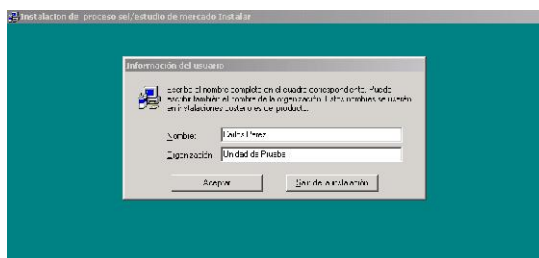 Instalacion de proceso sel/estudio de mercado Instalar
Información del usuario
Escriba el nombre completo en el cuadro correspondiente. Puede
escribir también el nombre de la organización. Estos nombres se usarán
en instalaciones posteriores del producto.
Nombre:
Carlos Perez
Organización:
Unidad de Prueba
Aceptar
Salir de la instalación